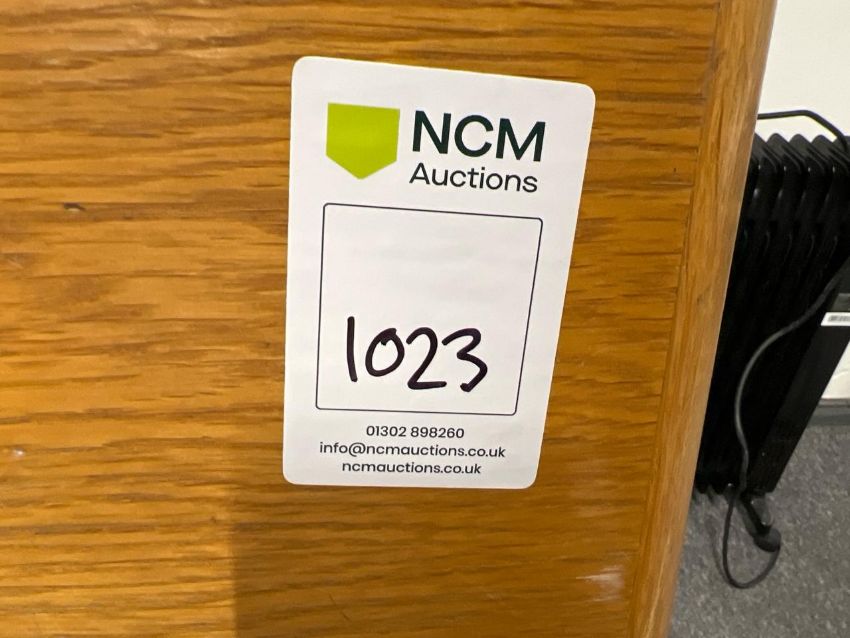 NCM
Auctions
1023
01302 898260
info@ncmauctions.co.uk
ncmauctions.co.uk